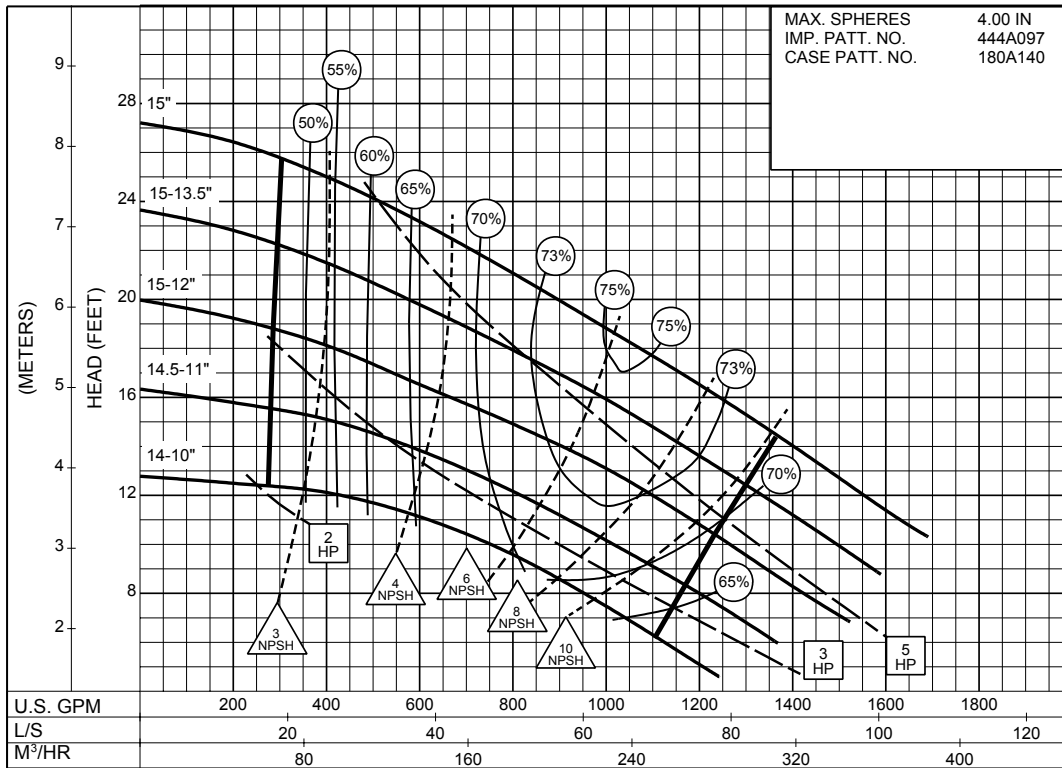 MAX. SPHERES 4.00 IN
IMP. PATT. NO. 444A097
CASE PATT. NO. 180A140
(METERS)
HEAD (FEET)
9
8
7
6
5
4
3
2
28
24
20
16
12
8
15"
15-13.5"
15-12"
14.5-11"
14-10"
55%
50%
60%
65%
70%
73%
75%
75%
73%
70%
65%
2
HP
3
NPSH
4
NPSH
6
NPSH
8
NPSH
10
NPSH
3
HP
5
HP
U.S. GPM 200 400 600 800 1000 1200 1400 1600 1800
L/S 20 40 60 80 100 120
M³/HR 80 160 240 320 400